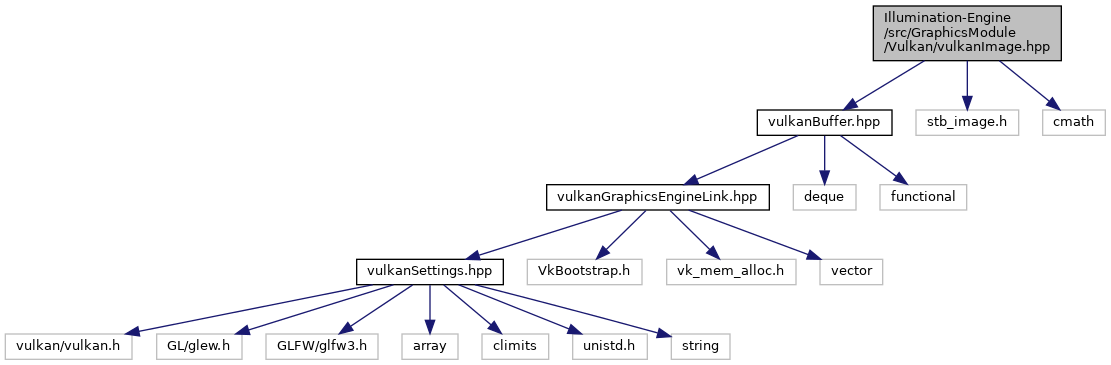 Illumination-Engine
/src/GraphicsModule
/Vulkan/vulkanImage.hpp
vulkanBuffer.hpp
stb_image.h
cmath
vulkanGraphicsEngineLink.hpp
deque
functional
vulkanSettings.hpp
VkBootstrap.h
vk_mem_alloc.h
vector
vulkan/vulkan.h
GL/glew.h
GLFW/glfw3.h
array
climits
unistd.h
string